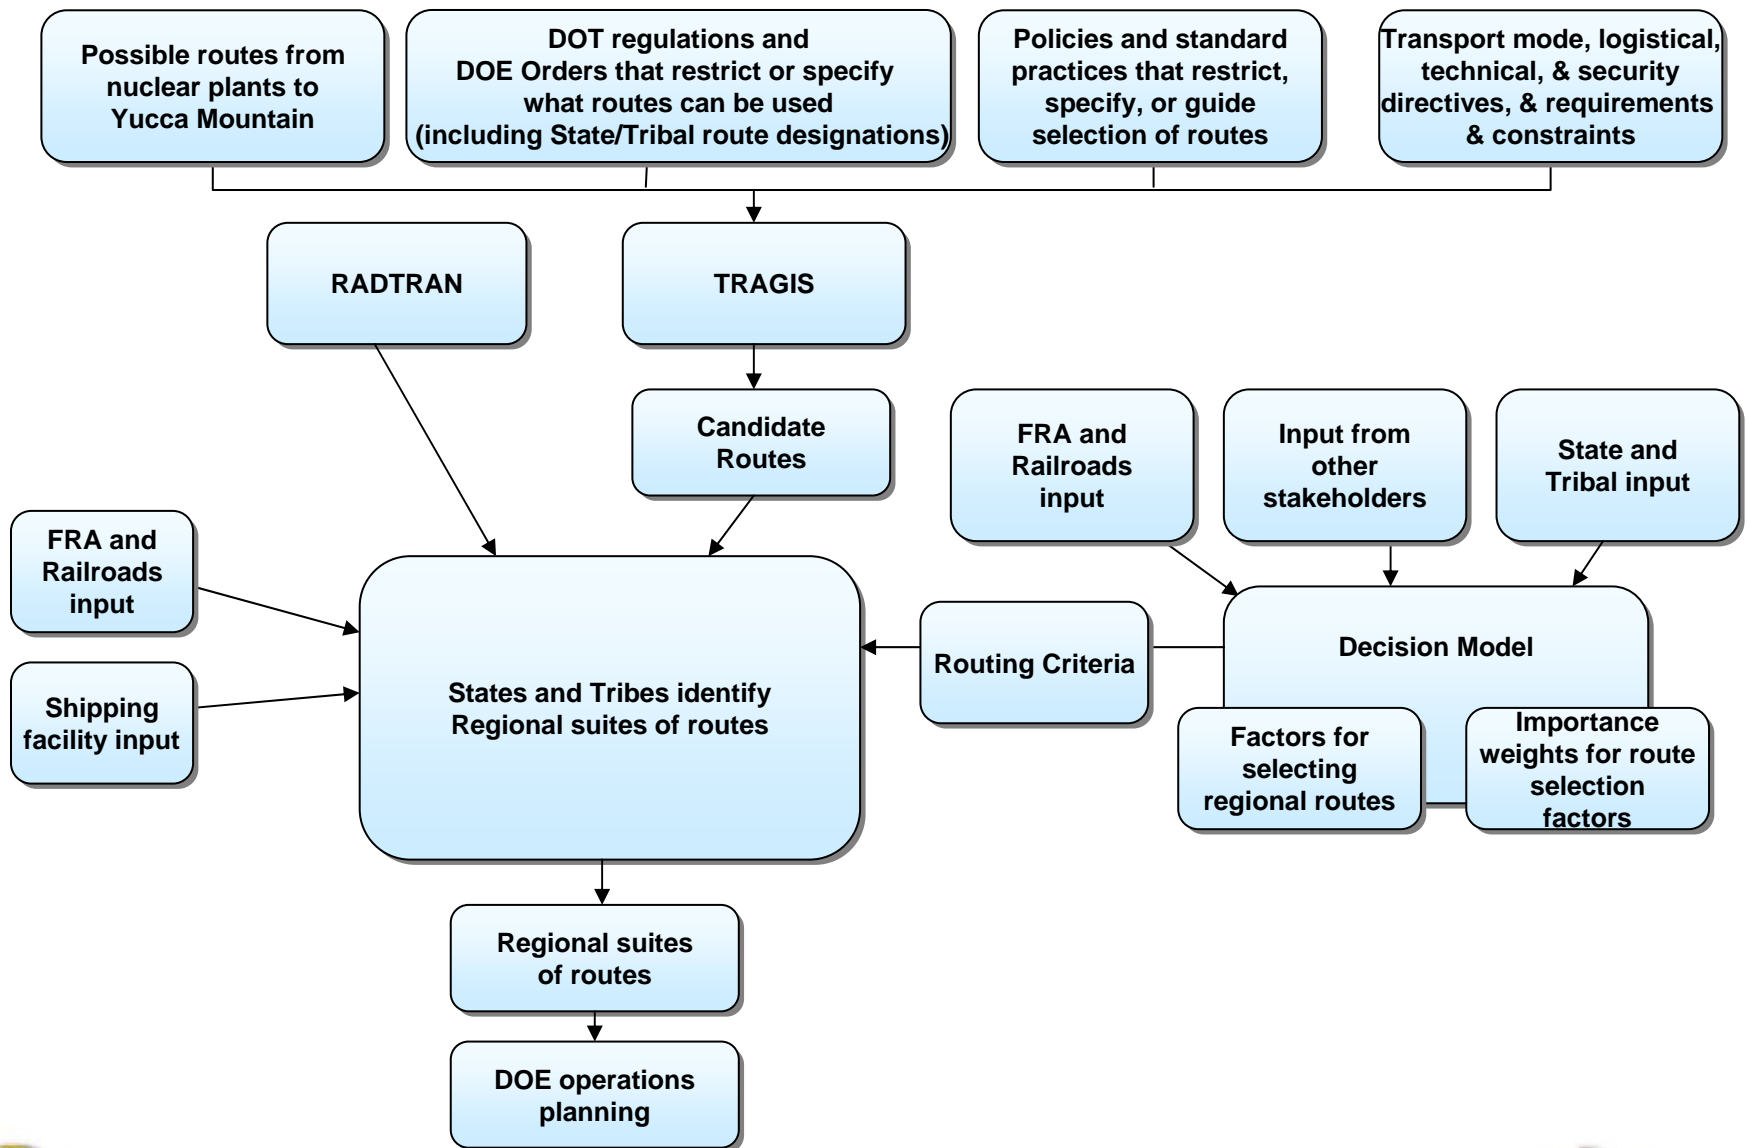 Possible routes from
nuclear plants to
Yucca Mountain
DOT regulations and
DOE Orders that restrict or specify
what routes can be used
(including State/Tribal route designations)
Policies and standard
practices that restrict,
specify, or guide
selection of routes
Transport mode, logistical,
technical, & security
directives, & requirements
& constraints
RADTRAN
TRAGIS
Candidate
Routes
FRA and
Railroads
input
Input from
other
stakeholders
State and
Tribal input
FRA and
Railroads
input
Shipping
facility input
States and Tribes identify
Regional suites of routes
Routing Criteria
Decision Model
Factors for
selecting
regional routes
Importance
weights for route
selection
factors
Regional suites
of routes
DOE operations
planning